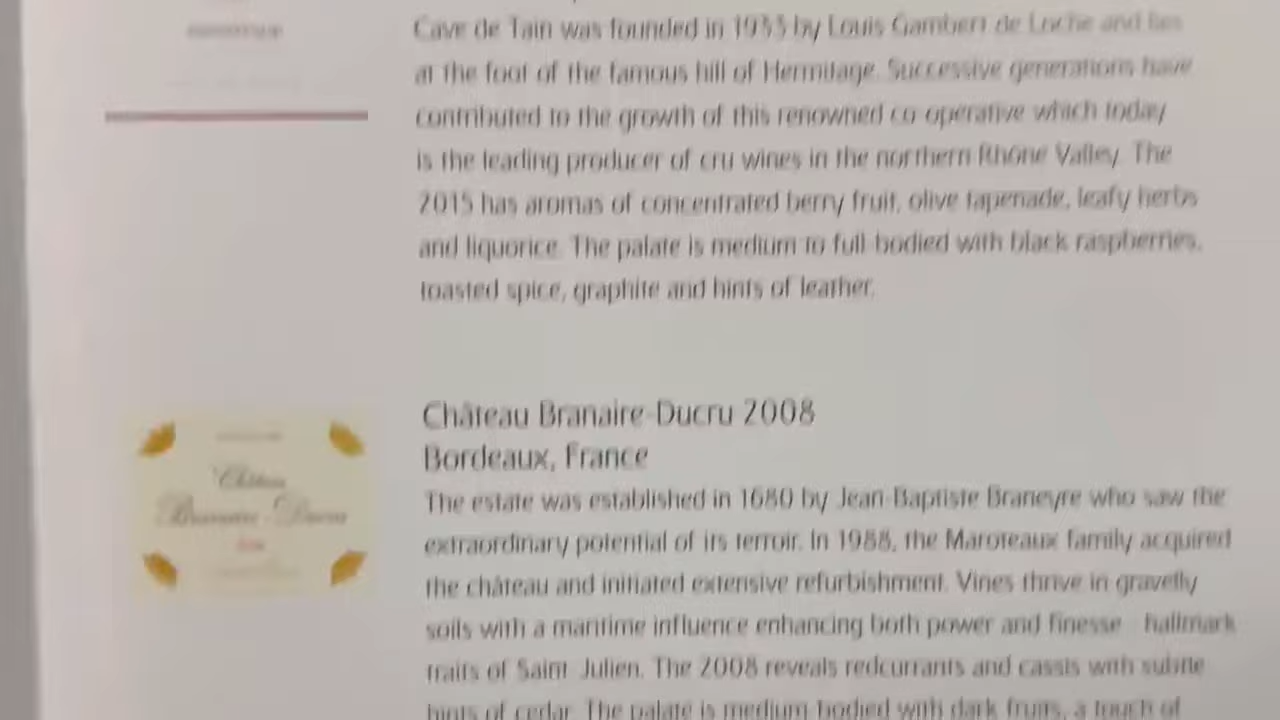 Cave de Tain was founded in 1933 by Louis Gambert de Loche and lies
at the foot of the famous hill of Hermitage. Successive generations have
contributed to the growth of this renowned co-operative which today
is the leading producer of cru wines in the northern Rhône Valley. The
2015 has aromas of concentrated berry fruit, olive tapenade, leafy herbs
and liquorice. The palate is medium to full-bodied with black raspberries,
toasted spice, graphite and hints of leather.
Château Branaire-Ducru 2008
Bordeaux, France
The estate was established in 1680 by Jean-Baptiste Braneyre who saw the
extraordinary potential of its terroir. In 1988, the Maroteaux family acquired
the château and initiated extensive refurbishment. Vines thrive in gravelly
soils with a maritime influence enhancing both power and finesse - hallmark
traits of Saint-Julien. The 2008 reveals redcurrants and cassis with subtle
hints of cedar. The palate is medium bodied with dark fruits, a touch of
Château
Branaire-Ducru